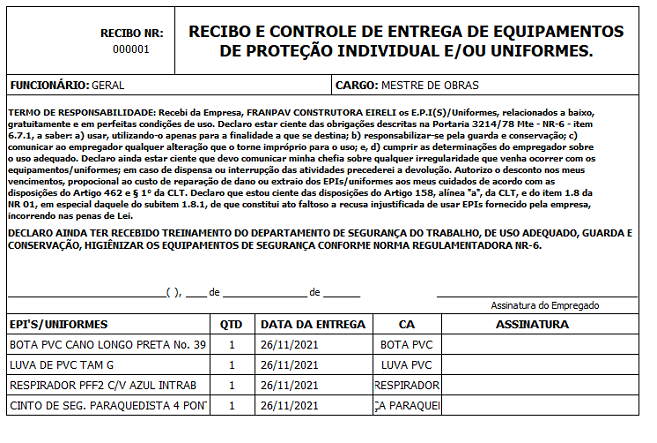 RECIBO NR:
000001
RECIBO E CONTROLE DE ENTREGA DE EQUIPAMENTOS
DE PROTEÇÃO INDIVIDUAL E/OU UNIFORMES.
FUNCIONÁRIO: GERAL
CARGO: MESTRE DE OBRAS
TERMO DE RESPONSABILIDADE: Recebi da Empresa, FRANPAV CONSTRUTORA EIRELI os E.P.I(S)/Uniformes, relacionados a baixo,
gratuitamente e em perfeitas condições de uso. Declaro estar ciente das obrigações descritas na Portaria 3214/78 Mte - NR-6 - item
6.7.1, a saber: a) usar, utilizando-o apenas para a finalidade a que se destina; b) responsabilizar-se pela guarda e conservação; c)
comunicar ao empregador qualquer alteração que o torne impróprio para o uso; e, d) cumprir as determinações do empregador sobre
o uso adequado. Declaro ainda estar ciente que devo comunicar minha chefia sobre qualquer irregularidade que venha ocorrer com os
equipamentos/uniformes; em caso de dispensa ou interrupção das atividades precederei a devolução. Autorizo o desconto nos meus
vencimentos, propocional ao custo de reparação de dano ou extraio dos EPIs/uniformes aos meus cuidados de acordo com as
disposições do Artigo 462 e § 1º da CLT. Declaro que estou ciente das disposições do Artigo 158, alínea "a", da CLT, e do item 1.8 da
NR 01, em especial daquele do subitem 1.8.1, de que constitui ato faltoso a recusa injustificada de usar EPIs fornecido pela empresa,
incorrendo nas penas de Lei.
DECLARO AINDA TER RECEBIDO TREINAMENTO DO DEPARTAMENTO DE SEGURANÇA DO TRABALHO, DE USO ADEQUADO, GUARDA E
CONSERVAÇÃO, HIGIÊNIZAR OS EQUIPAMENTOS DE SEGURANÇA CONFORME NORMA REGULAMENTADORA NR-6.
____________________( ), ____ de ______________ de ______ 
Assinatura do Empregado
EPI'S/UNIFORMES QTD DATA DA ENTREGA CA ASSINATURA
BOTA PVC CANO LONGO PRETA No. 39 1 26/11/2021 BOTA PVC
LUVA DE PVC TAM G 1 26/11/2021 LUVA PVC
RESPIRADOR PFF2 C/V AZUL INTRAB 1 26/11/2021 RESPIRADOR
CINTO DE SEG. PARAQUEDISTA 4 PONT 1 26/11/2021 ÇA PARAQUEI